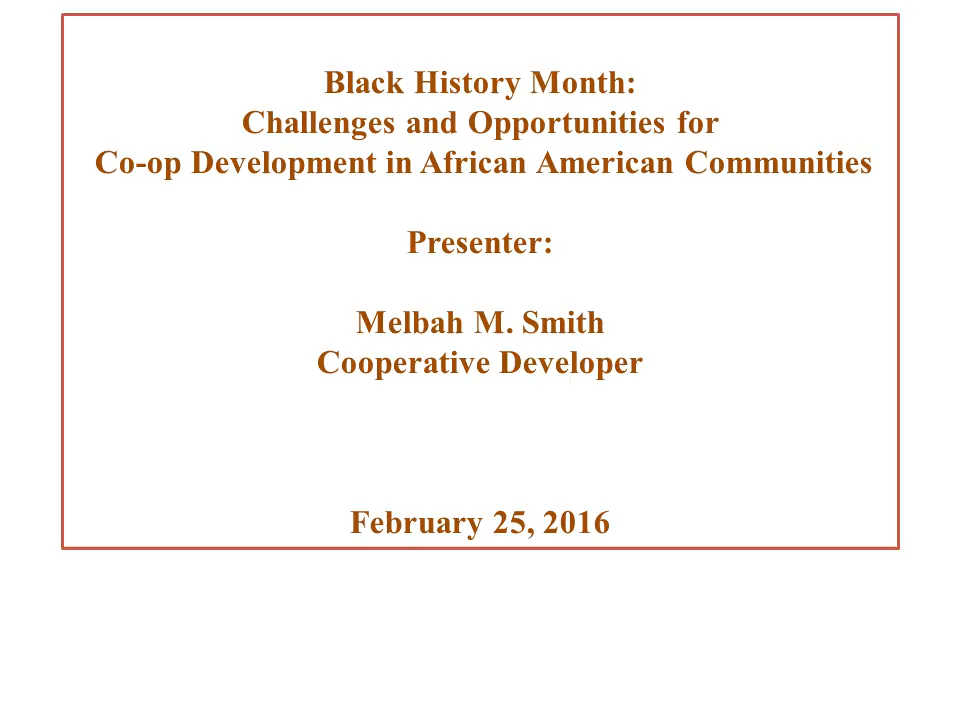 Black History Month:
Challenges and Opportunities for
Co-op Development in African American Communities
Presenter:
Melbah M. Smith
Cooperative Developer
February 25, 2016